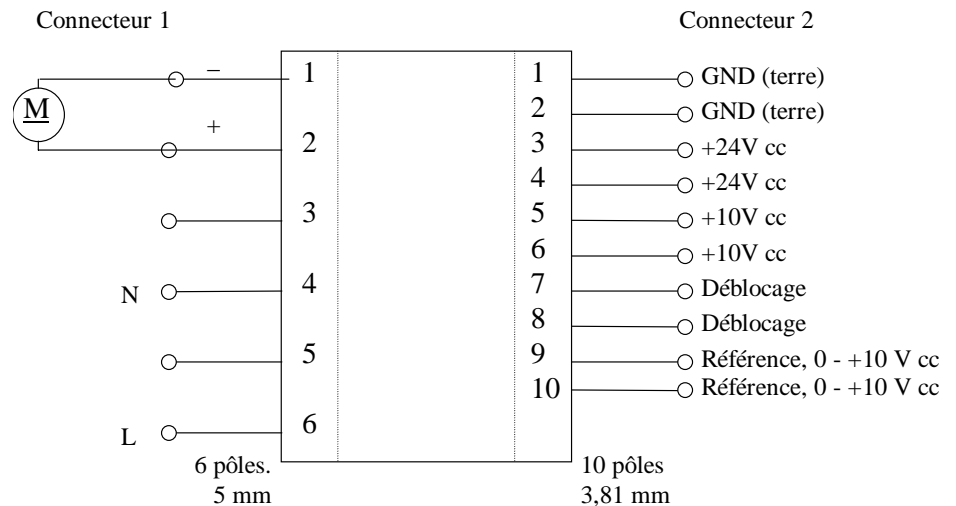 Connecteur 1
Connecteur 2
– 1
M
+ 2
3
N 4
5
L 6
6 pôles.
5 mm
1 GND (terre)
2 GND (terre)
3 +24V cc
4 +24V cc
5 +10V cc
6 +10V cc
7 Déblocage
8 Déblocage
9 Référence, 0 - +10 V cc
10 Référence, 0 - +10 V cc
10 pôles
3,81 mm